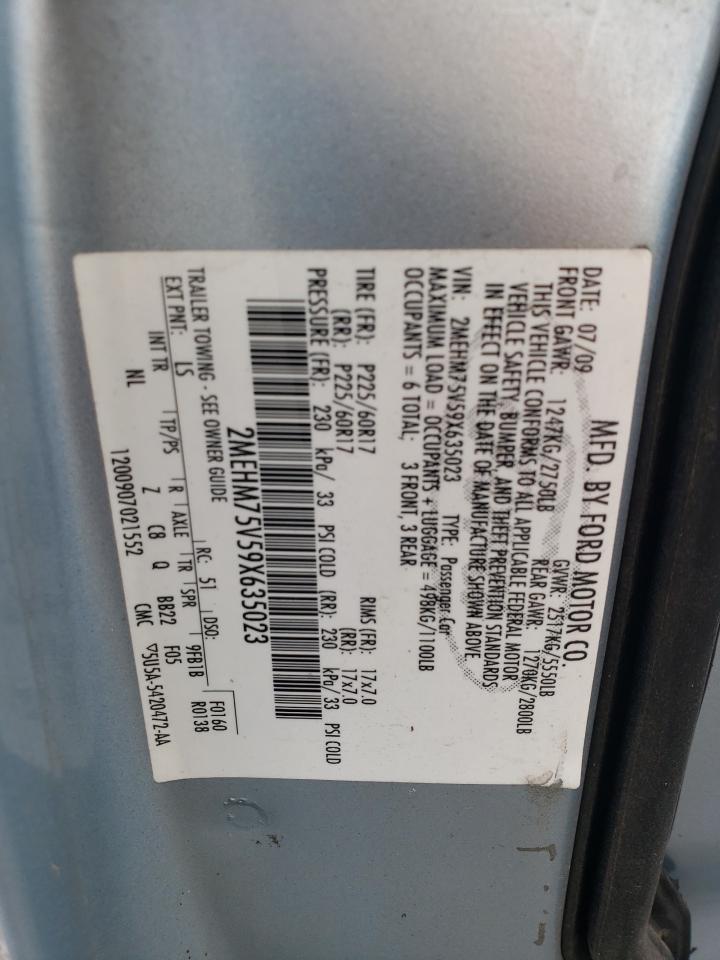 MFD. BY FORD MOTOR CO.
DATE: 07/09 GVWR: 2517KG/5550LB
FRONT GAWR: 1247KG/2750LB REAR GAWR: 1270KG/2800LB
THIS VEHICLE CONFORMS TO ALL APPLICABLE FEDERAL MOTOR
VEHICLE SAFETY, BUMPER, AND THEFT PREVENTION STANDARDS
IN EFFECT ON THE DATE OF MANUFACTURE SHOWN ABOVE
VIN: 2MEHM75V59X635023 TYPE: Passenger Car
MAXIMUM LOAD = OCCUPANTS + LUGGAGE = 498KG/1100LB
OCCUPANTS = 6 TOTAL; 3 FRONT, 3 REAR
TIRE (FR): P225/60R17 RIMS (FR): 17x7.0
(RR): P225/60R17 (RR): 17x7.0
PRESSURE (FR): 230 kPa/ 33 PSI COLD (RR): 230 kPa/ 33 PSI COLD
2MEHM75V59X635023
TRAILER TOWING - SEE OWNER GUIDE F0160
EXT PNT: LS RC: 51 DSO: R0138
INT TR TP/PS R AXLE TR SPR 9FB1B
NL Z C8 Q BB22 F05
1200907021552 CMC ▽5U5A-5420472-AA